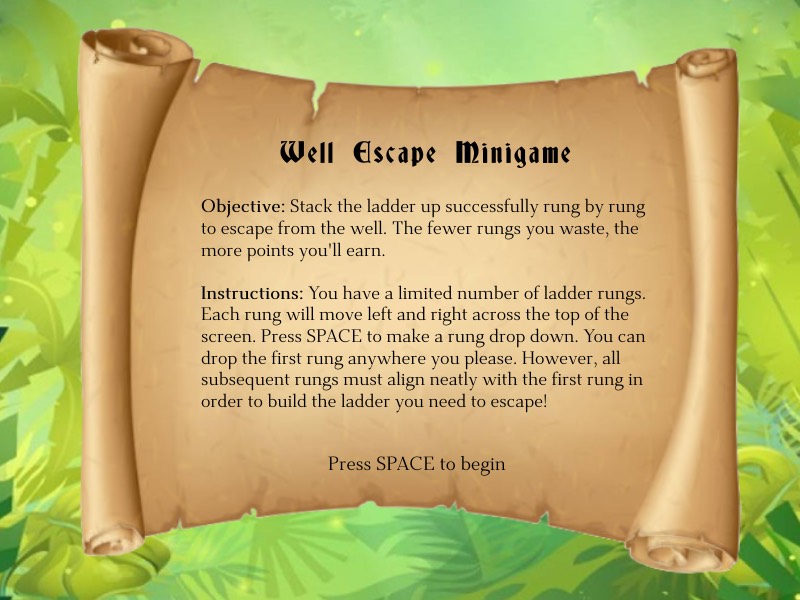 Well Escape Minigame
Objective: Stack the ladder up successfully rung by rung
to escape from the well. The fewer rungs you waste, the
more points you'll earn.
Instructions: You have a limited number of ladder rungs.
Each rung will move left and right across the top of the
screen. Press SPACE to make a rung drop down. You can
drop the first rung anywhere you please. However, all
subsequent rungs must align neatly with the first rung in
order to build the ladder you need to escape!
Press SPACE to begin